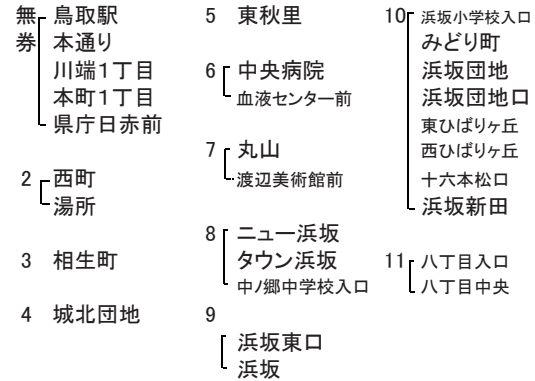 無券 鳥取駅
本通り
川端1丁目
本町1丁目
県庁日赤前
2 西町
湯所
3 相生町
4 城北団地
5 東秋里
6 中央病院
血液センター前
7 丸山
渡辺美術館前
8 ニュー浜坂
タウン浜坂
中ノ郷中学校入口
9
浜坂東口
浜坂
10 浜坂小学校入口
みどり町
浜坂団地
浜坂団地口
東ひばりヶ丘
西ひばりヶ丘
十六本松口
浜坂新田
11 八丁目入口
八丁目中央